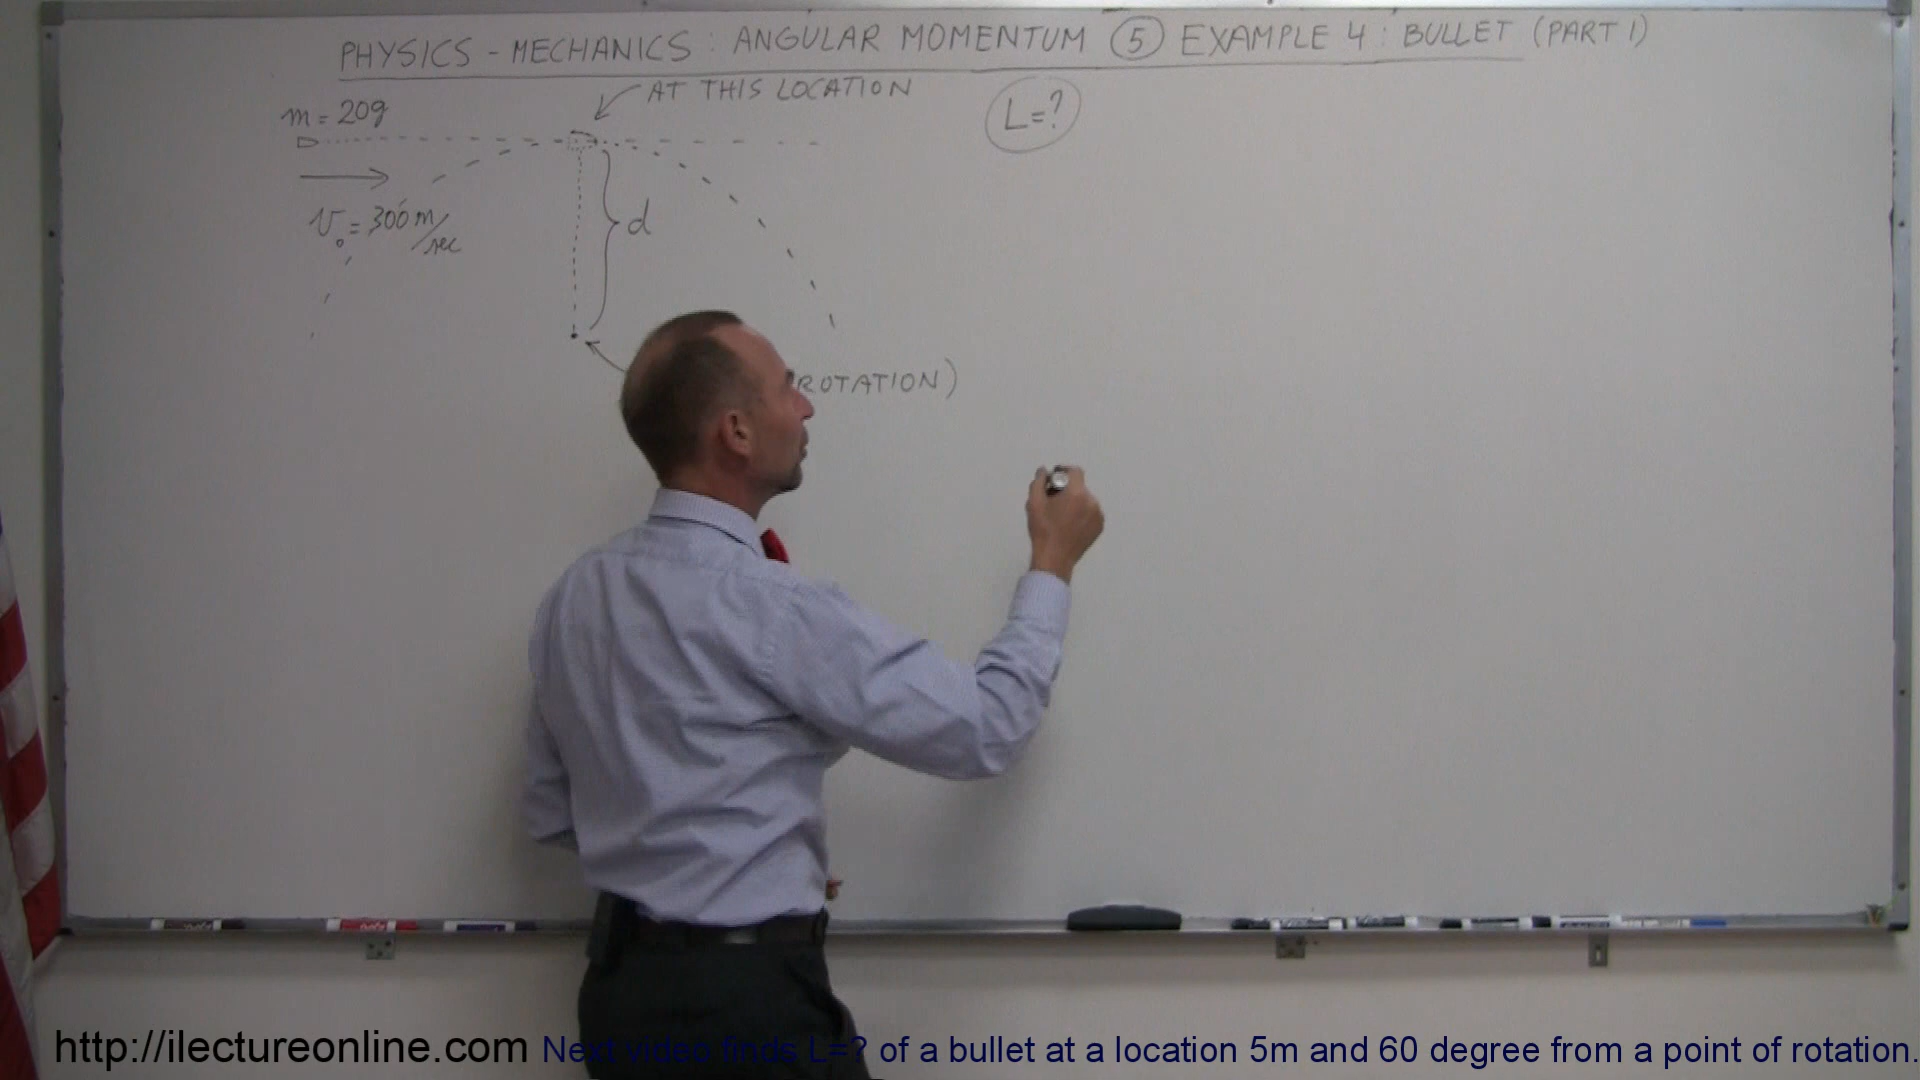 PHYSICS - MECHANICS: ANGULAR MOMENTUM ⑤ EXAMPLE 4: BULLET (PART 1)
AT THIS LOCATION
m = 20g
L=?
v₀ = 300 m/sec
d
ROTATION)
http://ilectureonline.com Next video finds L=? of a bullet at a location 5m and 60 degree from a point of rotation.